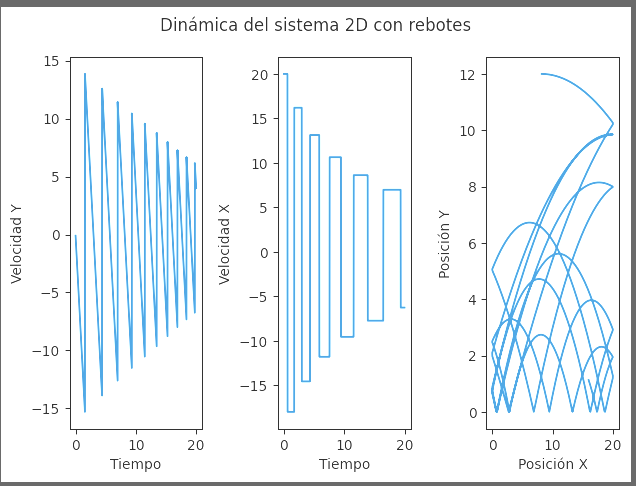 Dinámica del sistema 2D con rebotes
Velocidad Y
15
10
5
0
−5
−10
−15
0 10 20
Tiempo
Velocidad X
20
15
10
5
0
−5
−10
−15
0 10 20
Tiempo
Posición Y
12
10
8
6
4
2
0
0 10 20
Posición X